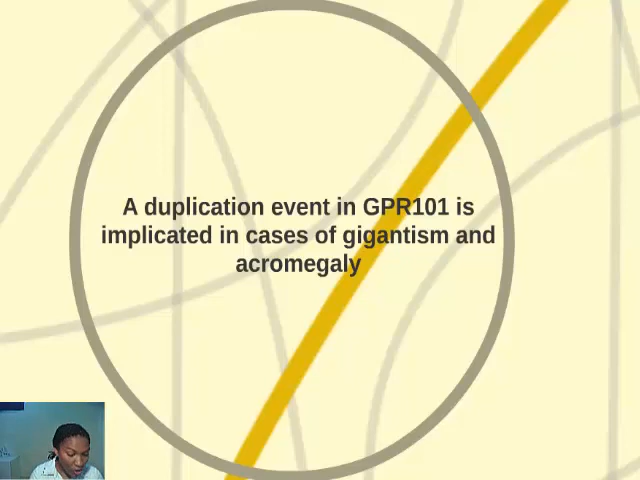 A duplication event in GPR101 is
implicated in cases of gigantism and
acromegaly